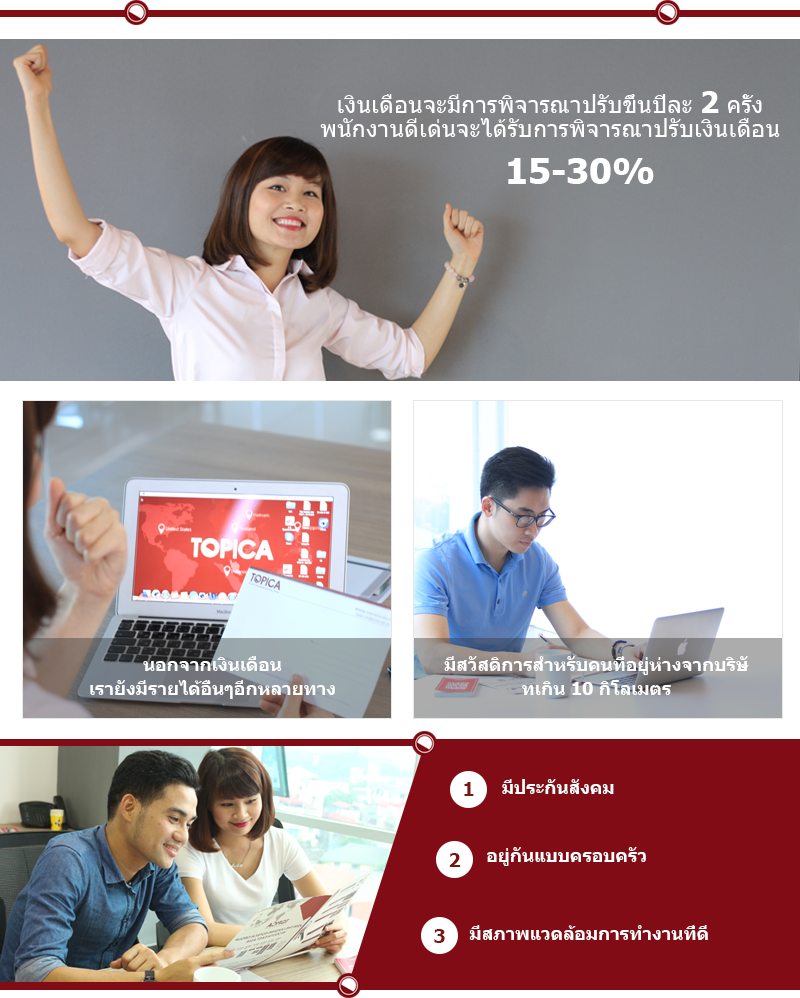 เงินเดือนจะมีการพิจารณาปรับขึ้นปีละ 2 ครั้ง
พนักงานดีเด่นจะได้รับการพิจารณาปรับเงินเดือน
15-30%
United States
TOPICA
TOPICA
นอกจากเงินเดือน
เรายังมีรายได้อื่นๆอีกหลายทาง
มีสวัสดิการสำหรับคนที่อยู่ห่างจากบริษั
ทเกิน 10 กิโลเมตร
1 มีประกันสังคม
2 อยู่กันแบบครอบครัว
3 มีสภาพแวดล้อมการทำงานที่ดี